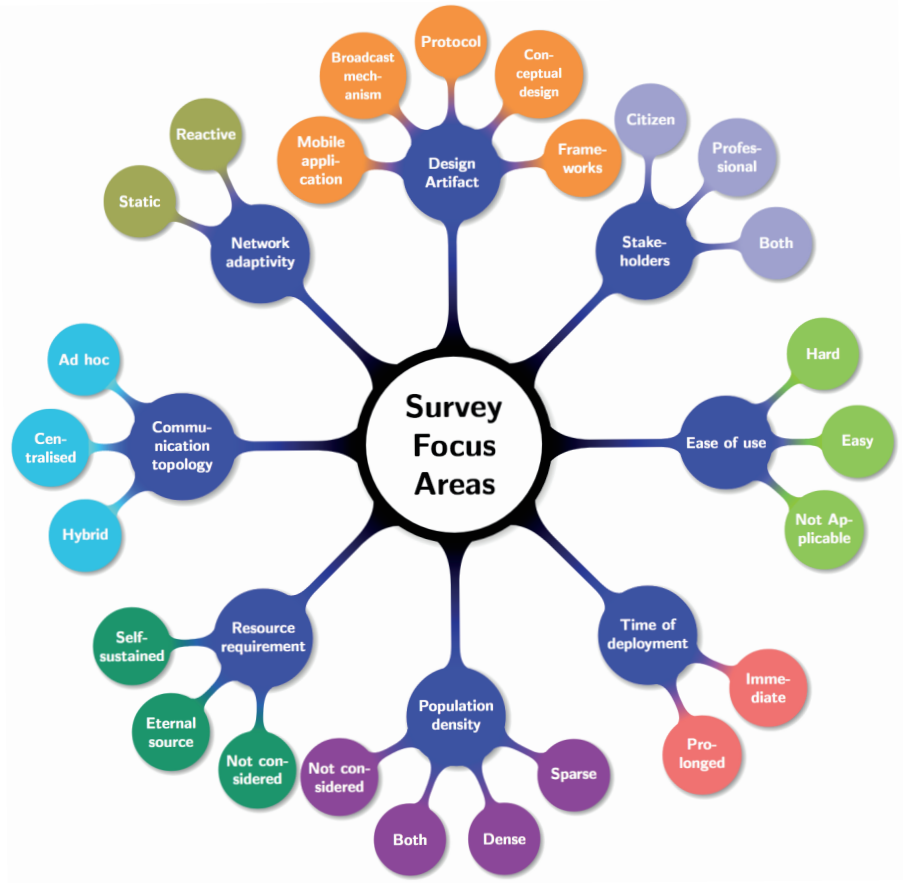 Survey
Focus
Areas
Design
Artifact
Mobile
appli-
cation
Broadcast
mech-
anism
Protocol
Con-
ceptual
design
Frame-
works
Stake-
holders
Citizen
Profes-
sional
Both
Ease of use
Hard
Easy
Not Ap-
plicable
Time of
deployment
Imme-
diate
Pro-
longed
Population
density
Sparse
Dense
Both
Not con-
sidered
Resource
requirement
Not con-
sidered
Eternal
source
Self-
sustained
Commu-
nication
topology
Hybrid
Cen-
tralised
Ad hoc
Network
adaptivity
Static
Reactive